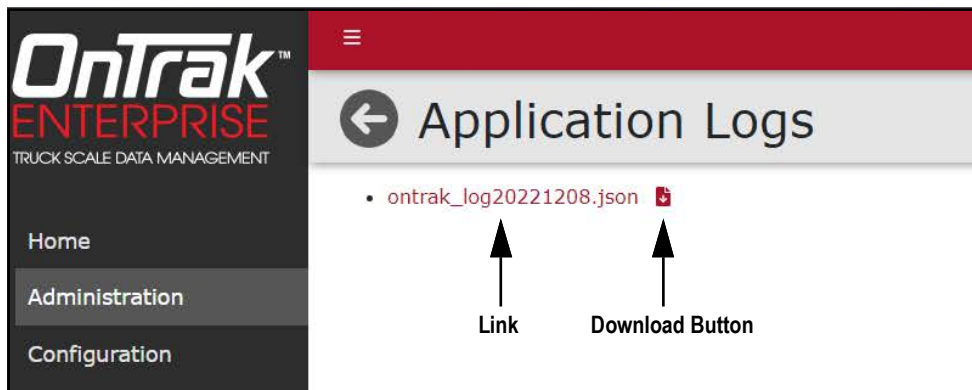 OnTrak™
ENTERPRISE
TRUCK SCALE DATA MANAGEMENT
Home
Administration
Configuration
Application Logs
ontrak_log20221208.json
Link
Download Button